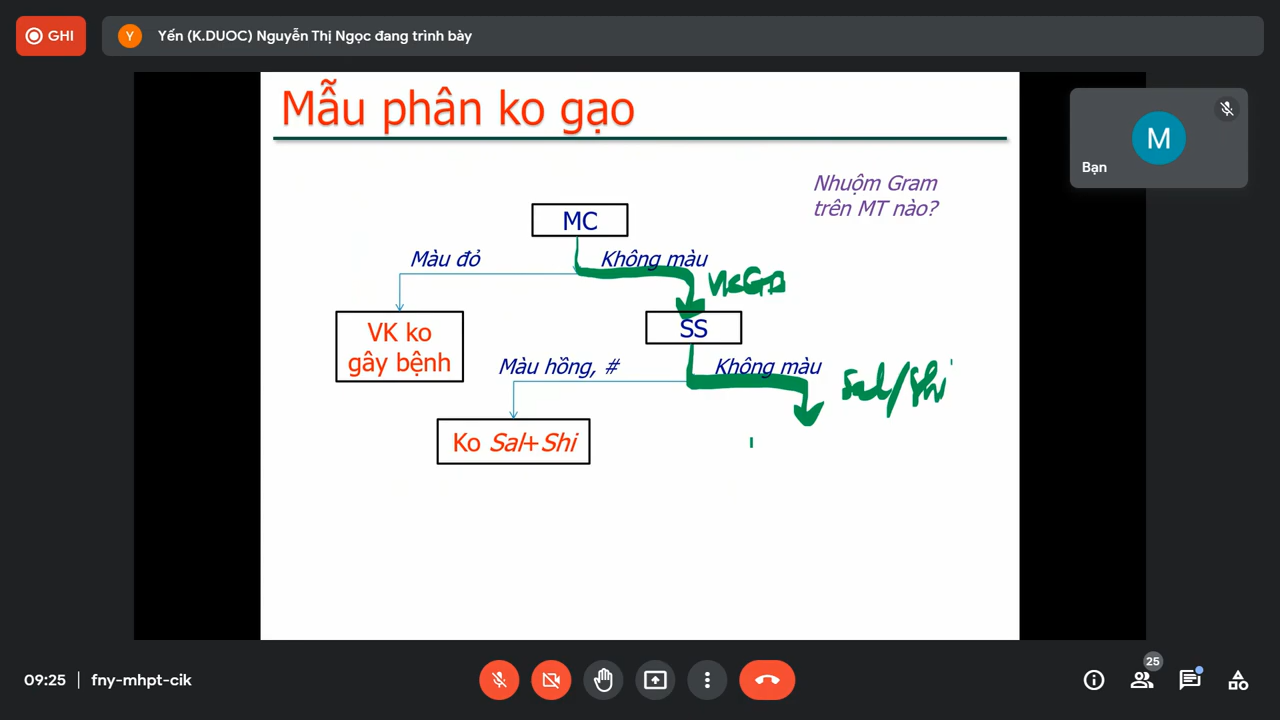 GHI
Y
Yến (K.DUOC) Nguyễn Thị Ngọc đang trình bày
Mẫu phân ko gạo
M
Bạn
Nhuộm Gram
trên MT nào?
MC
Màu đỏ
Không màu
VKGB
VK ko
gây bệnh
SS
Màu hồng, #
Không màu
Sal/Shi
Ko Sal+Shi
09:25 | fny-mhpt-cik
25